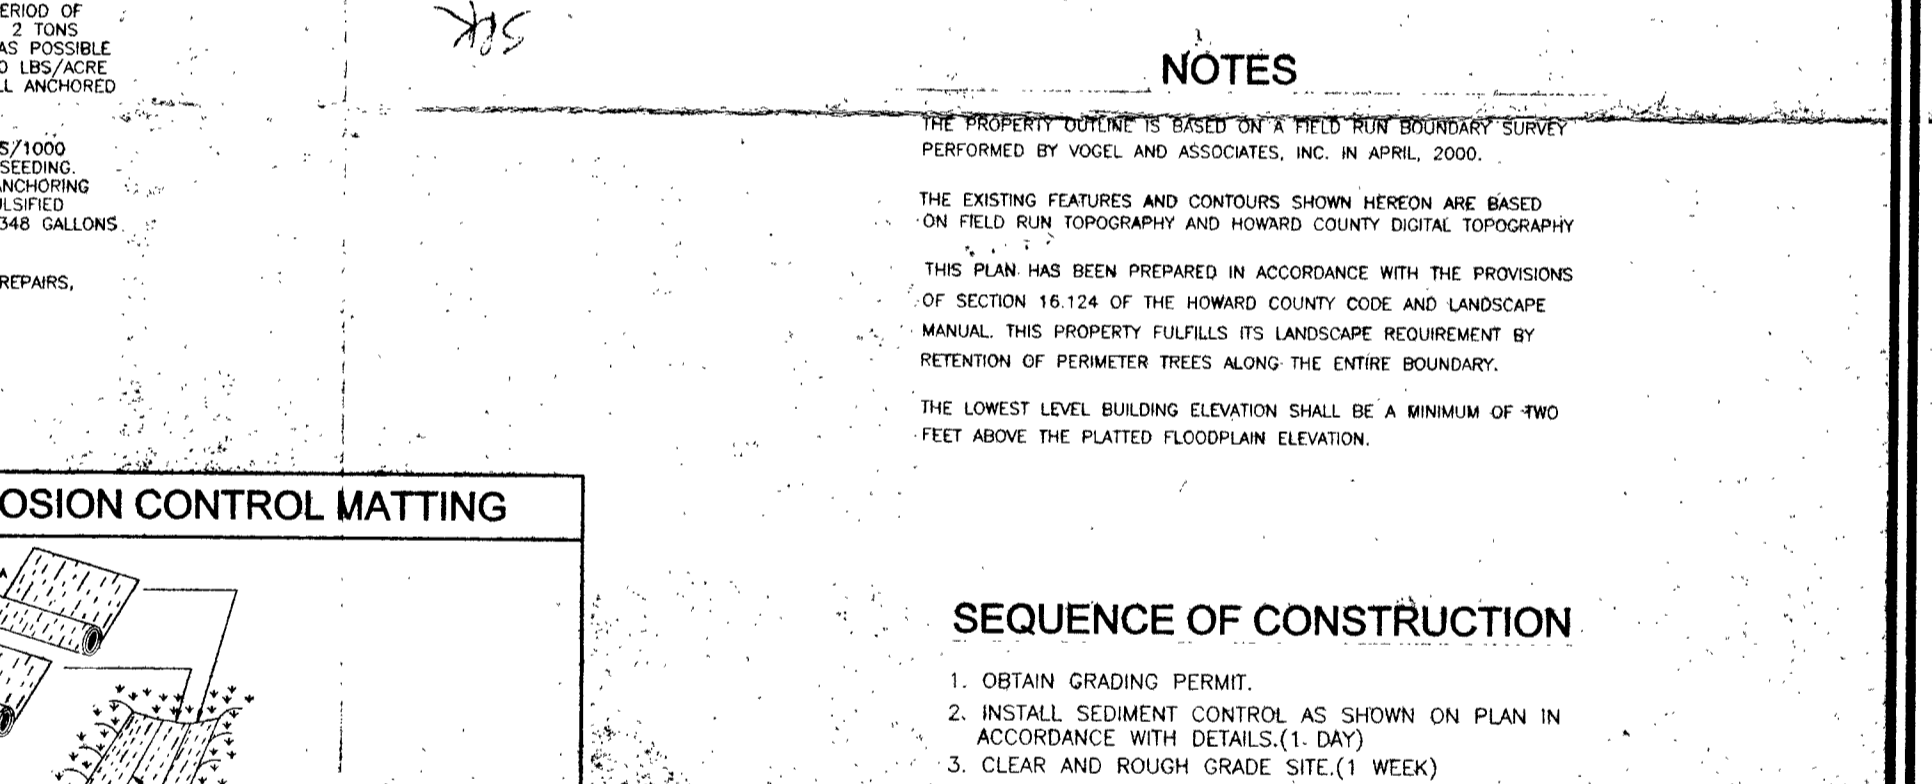 ERIOD OF
2 TONS
AS POSSIBLE
0 LBS/ACRE
LL ANCHORED
S/1000
SEEDING.
ANCHORING
ULSIFIED
348 GALLONS
REPAIRS,
OSION CONTROL MATTING
NOTES
THE PROPERTY OUTLINE IS BASED ON A FIELD RUN BOUNDARY SURVEY
PERFORMED BY VOGEL AND ASSOCIATES, INC. IN APRIL, 2000.
THE EXISTING FEATURES AND CONTOURS SHOWN HEREON ARE BASED
ON FIELD RUN TOPOGRAPHY AND HOWARD COUNTY DIGITAL TOPOGRAPHY
THIS PLAN HAS BEEN PREPARED IN ACCORDANCE WITH THE PROVISIONS
OF SECTION 16.124 OF THE HOWARD COUNTY CODE AND LANDSCAPE
MANUAL. THIS PROPERTY FULFILLS ITS LANDSCAPE REQUIREMENT BY
RETENTION OF PERIMETER TREES ALONG THE ENTIRE BOUNDARY.
THE LOWEST LEVEL BUILDING ELEVATION SHALL BE A MINIMUM OF TWO
FEET ABOVE THE PLATTED FLOODPLAIN ELEVATION.
SEQUENCE OF CONSTRUCTION
1. OBTAIN GRADING PERMIT.
2. INSTALL SEDIMENT CONTROL AS SHOWN ON PLAN IN
ACCORDANCE WITH DETAILS.(1 DAY)
3. CLEAR AND ROUGH GRADE SITE.(1 WEEK)